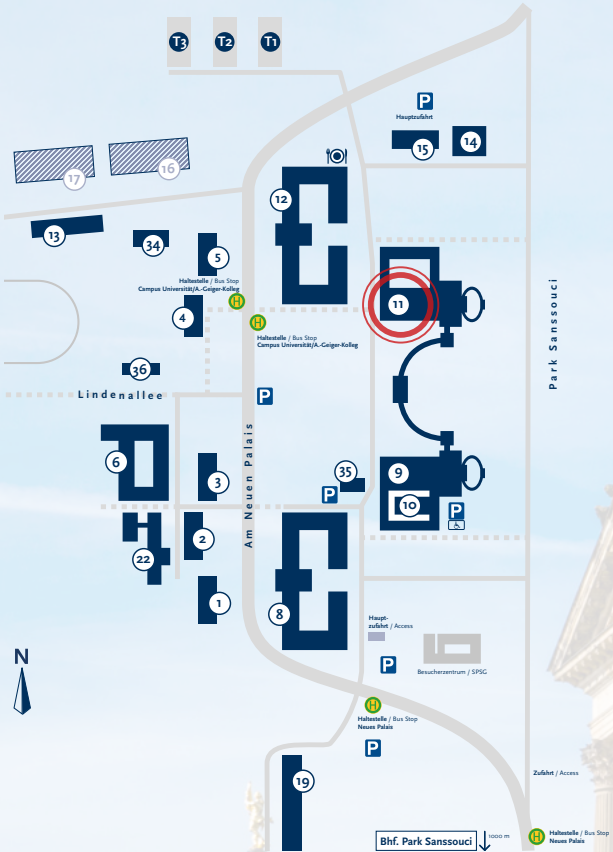 T3
T2
T1
P
Hauptzufahrt
15
14
17
16
12
13
34
5
Haltestelle / Bus Stop
Campus Universität/A.-Geiger-Kolleg
H
11
4
H
Haltestelle / Bus Stop
Campus Universität/A.-Geiger-Kolleg
Park Sanssouci
36
Lindenallee
P
Am Neuen Palais
6
3
35
P
9
10
P
2
22
1
8
Haupt-
zufahrt / Access
N
P
Besucherzentrum / SPSG
H
Haltestelle / Bus Stop
Neues Palais
P
19
Zufahrt / Access
Bhf. Park Sanssouci
1000 m
H
Haltestelle / Bus Stop
Neues Palais